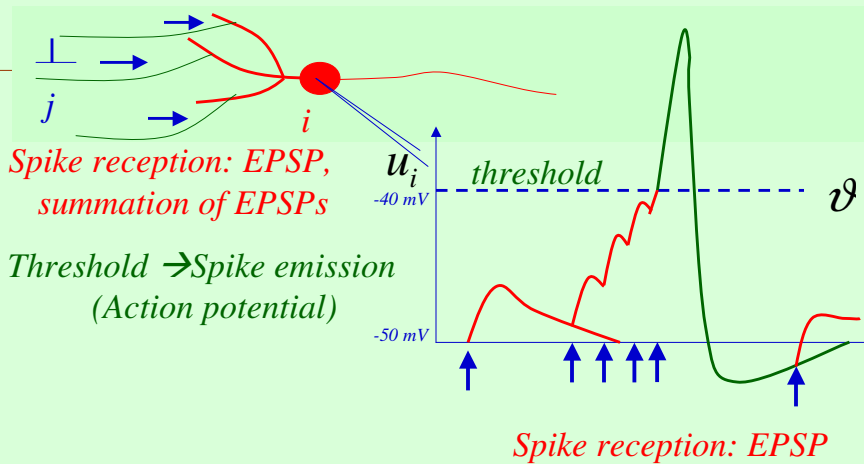 j
i
Spike reception: EPSP,
summation of EPSPs
Threshold →Spike emission
(Action potential)
uᵢ
threshold
ϑ
-40 mV
-50 mV
Spike reception: EPSP